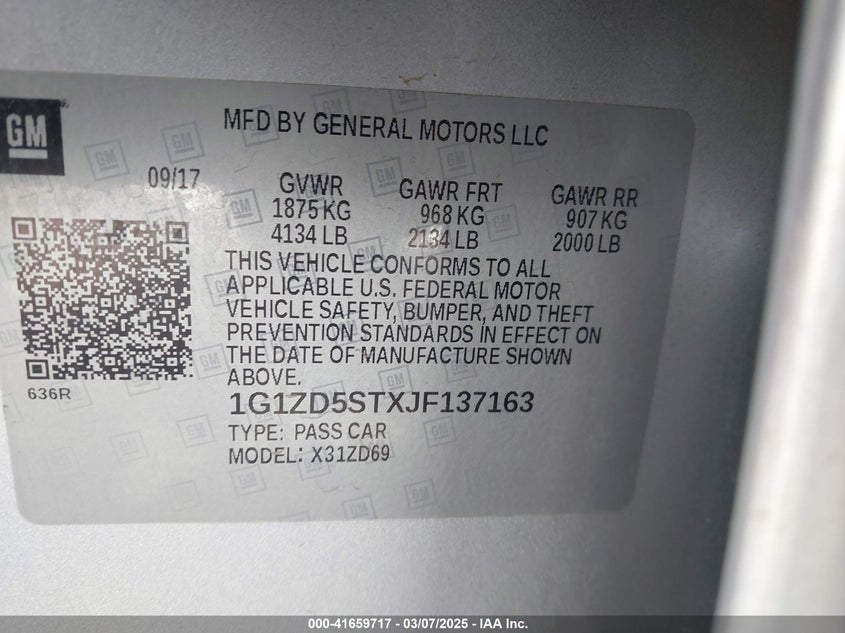 GM
MFD BY GENERAL MOTORS LLC
09/17
GVWR GAWR FRT GAWR RR
1875 KG 968 KG 907 KG
4134 LB 2134 LB 2000 LB
THIS VEHICLE CONFORMS TO ALL
APPLICABLE U.S. FEDERAL MOTOR
VEHICLE SAFETY, BUMPER, AND THEFT
PREVENTION STANDARDS IN EFFECT ON
THE DATE OF MANUFACTURE SHOWN
ABOVE.
636R
1G1ZD5STXJF137163
TYPE: PASS CAR
MODEL: X31ZD69
000-41659717 — 03/07/2025 — IAA Inc.